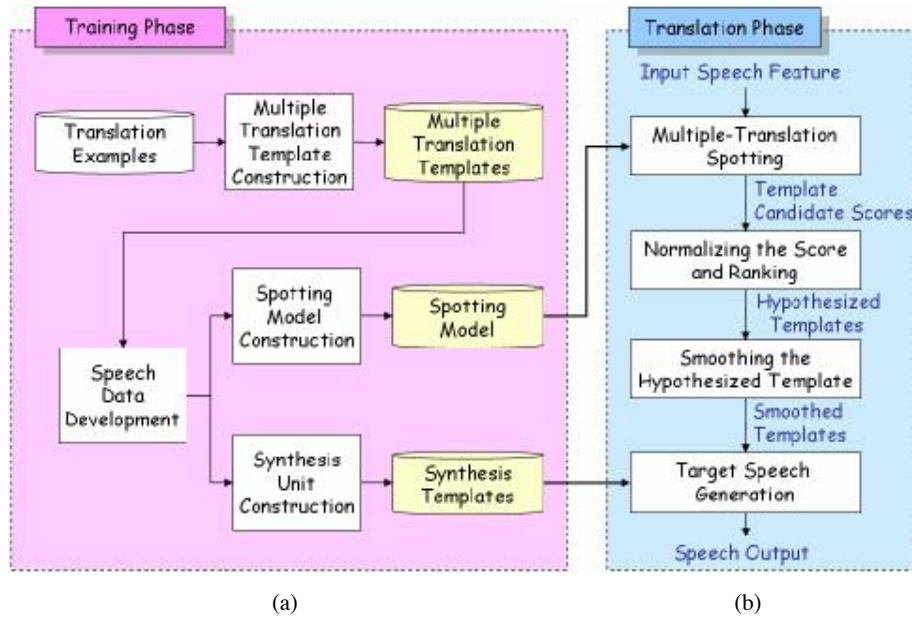 Training Phase
Translation
Examples
Multiple
Translation
Template
Construction
Multiple
Translation
Templates
Speech
Data
Development
Spotting
Model
Construction
Spotting
Model
Synthesis
Unit
Construction
Synthesis
Templates
(a)
Translation Phase
Input Speech Feature
Multiple-Translation
Spotting
Template
Candidate Scores
Normalizing the Score
and Ranking
Hypothesized
Templates
Smoothing the
Hypothesized Template
Smoothed
Templates
Target Speech
Generation
Speech Output
(b)